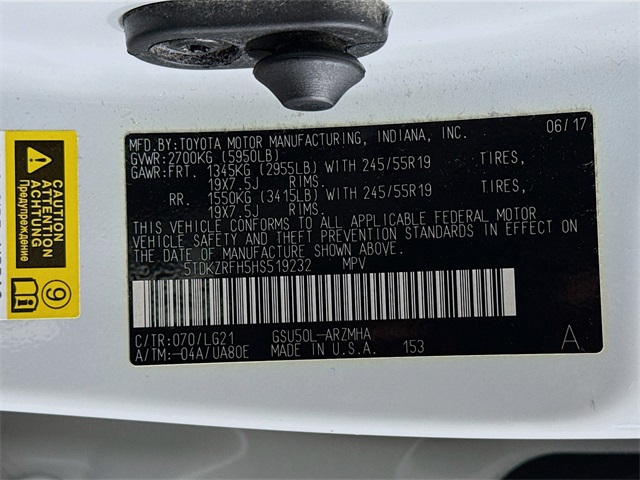 MFD.BY:TOYOTA MOTOR MANUFACTURING, INDIANA, INC. 06/17
GVWR:2700KG (5950LB)
GAWR:FRT. 1345KG (2955LB) WITH 245/55R19 TIRES,
19X7.5J RIMS.
RR. 1550KG (3415LB) WITH 245/55R19 TIRES,
19X7.5J RIMS.
THIS VEHICLE CONFORMS TO ALL APPLICABLE FEDERAL MOTOR
VEHICLE SAFETY AND THEFT PREVENTION STANDARDS IN EFFECT ON
THE DATE OF MANUFACTURE SHOWN ABOVE.
5TDKZRFH5HS519232 MPV
C/TR:070/LG21 GSU50L-ARZMHA A
A/TM:-04A/UA80E MADE IN U.S.A. 153
CAUTION
ATTENTION
ACHTUNG
Предупреждение
9